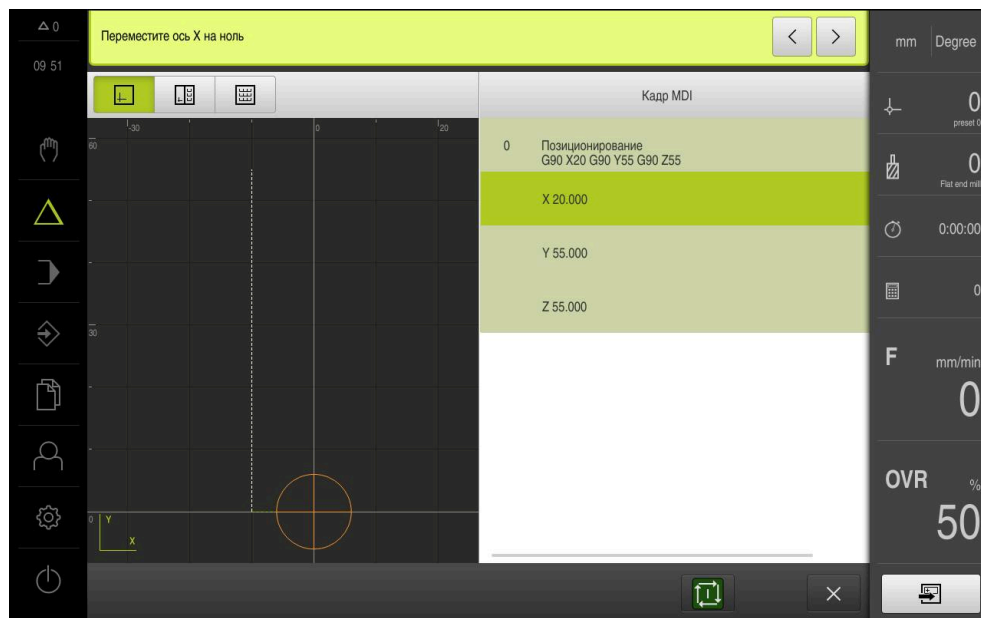 0
09 51
Переместите ось X на ноль
Кадр MDI
-30
0
20
60
30
0
Y
X
0 Позиционирование
G90 X20 G90 Y55 G90 Z55
X 20.000
Y 55.000
Z 55.000
mm Degree
0
preset 0
0
Flat end mill
0:00:00
0
F mm/min
0
OVR %
50